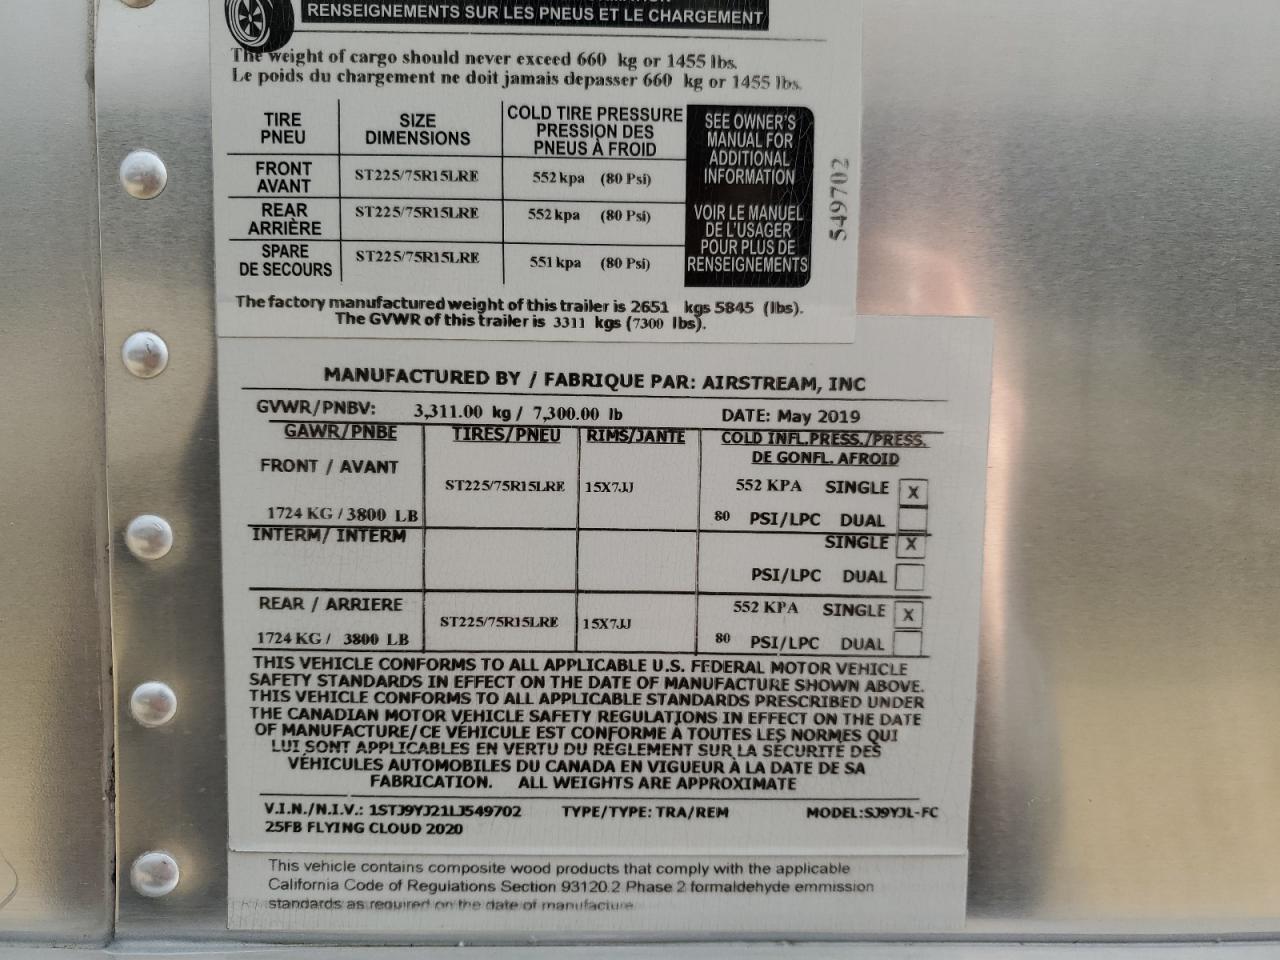 RENSEIGNEMENTS SUR LES PNEUS ET LE CHARGEMENT
The weight of cargo should never exceed 660 kg or 1455 lbs.
Le poids du chargement ne doit jamais depasser 660 kg or 1455 lbs.
TIRE PNEU SIZE DIMENSIONS COLD TIRE PRESSURE PRESSION DES PNEUS À FROID
FRONT AVANT ST225/75R15LRE 552 kpa (80 Psi)
REAR ARRIÈRE ST225/75R15LRE 552 kpa (80 Psi)
SPARE DE SECOURS ST225/75R15LRE 551 kpa (80 Psi)
SEE OWNER'S
MANUAL FOR
ADDITIONAL
INFORMATION
VOIR LE MANUEL
DE L'USAGER
POUR PLUS DE
RENSEIGNEMENTS
549702
The factory manufactured weight of this trailer is 2651 kgs 5845 (lbs).
The GVWR of this trailer is 3311 kgs (7300 lbs).
MANUFACTURED BY / FABRIQUE PAR: AIRSTREAM, INC
GVWR/PNBV: 3,311.00 kg / 7,300.00 lb DATE: May 2019
GAWR/PNBE TIRES/PNEU RIMS/JANTE COLD INFL.PRESS./PRESS.
DE GONFL. AFROID
FRONT / AVANT
ST225/75R15LRE 15X7JJ 552 KPA SINGLE X
1724 KG / 3800 LB 80 PSI/LPC DUAL
INTERM/ INTERM SINGLE X
PSI/LPC DUAL
REAR / ARRIERE 552 KPA SINGLE X
ST225/75R15LRE 15X7JJ
1724 KG / 3800 LB 80 PSI/LPC DUAL
THIS VEHICLE CONFORMS TO ALL APPLICABLE U.S. FEDERAL MOTOR VEHICLE
SAFETY STANDARDS IN EFFECT ON THE DATE OF MANUFACTURE SHOWN ABOVE.
THIS VEHICLE CONFORMS TO ALL APPLICABLE STANDARDS PRESCRIBED UNDER
THE CANADIAN MOTOR VEHICLE SAFETY REGULATIONS IN EFFECT ON THE DATE
OF MANUFACTURE/CE VÉHICULE EST CONFORME À TOUTES LES NORMES QUI
LUI SONT APPLICABLES EN VERTU DU RÉGLEMENT SUR LA SÉCURITÉ DES
VÉHICULES AUTOMOBILES DU CANADA EN VIGUEUR À LA DATE DE SA
FABRICATION. ALL WEIGHTS ARE APPROXIMATE
V.I.N./N.I.V.: 1STJ9YJ21LJ549702 TYPE/TYPE: TRA/REM MODEL:SJ9YJL-FC
25FB FLYING CLOUD 2020
This vehicle contains composite wood products that comply with the applicable
California Code of Regulations Section 93120.2 Phase 2 formaldehyde emmission
standards as required on the date of manufacture